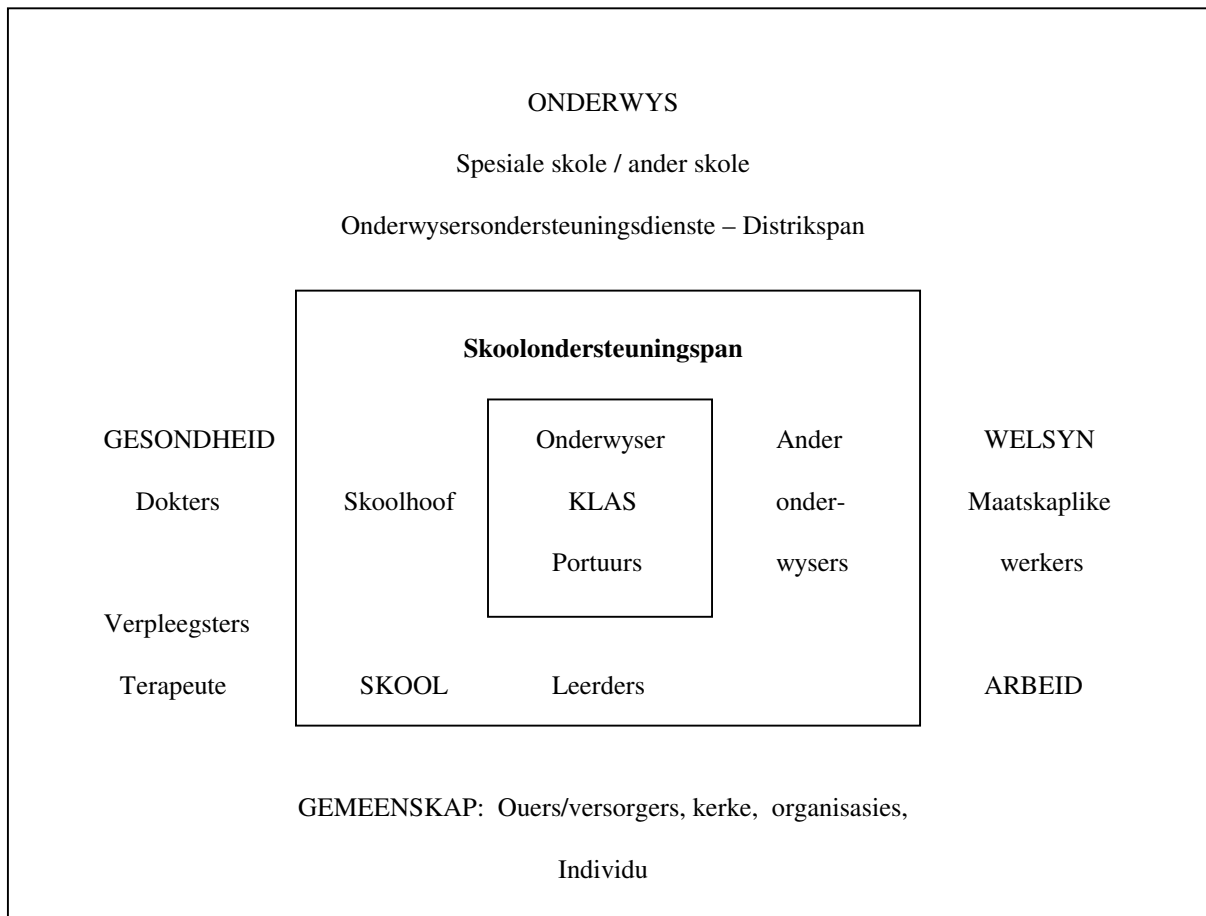 ONDERWYS
Spesiale skole / ander skole
Onderwysersondersteuningsdienste – Distrikspan
Skoolondersteuningspan
GESONDHEID Onderwyser Ander WELSYN
Dokters Skoolhoof KLAS onder- Maatskaplike
Portuurs wysers werkers
Verpleegsters
Terapeute SKOOL Leerders ARBEID
GEMEENSKAP: Ouers/versorgers, kerke, organisasies,
Individu